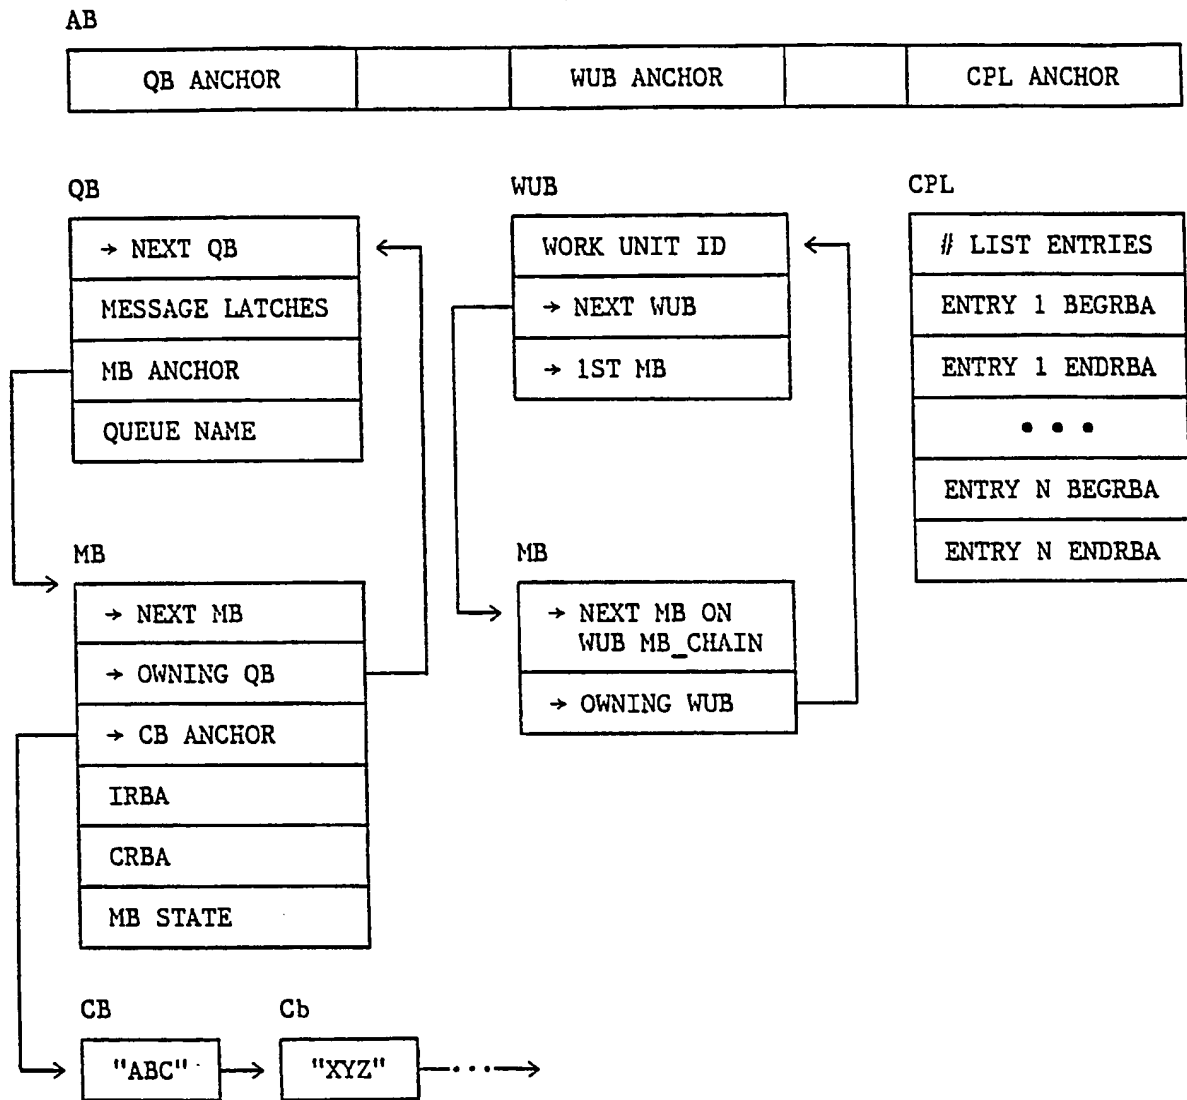 AB
QB ANCHOR
WUB ANCHOR
CPL ANCHOR
QB
→ NEXT QB
MESSAGE LATCHES
MB ANCHOR
QUEUE NAME
WUB
WORK UNIT ID
→ NEXT WUB
→ 1ST MB
CPL
# LIST ENTRIES
ENTRY 1 BEGRBA
ENTRY 1 ENDRBA
• • •
ENTRY N BEGRBA
ENTRY N ENDRBA
MB
→ NEXT MB
→ OWNING QB
→ CB ANCHOR
IRBA
CRBA
MB STATE
MB
→ NEXT MB ON
WUB MB_CHAIN
→ OWNING WUB
CB
"ABC"
Cb
"XYZ"